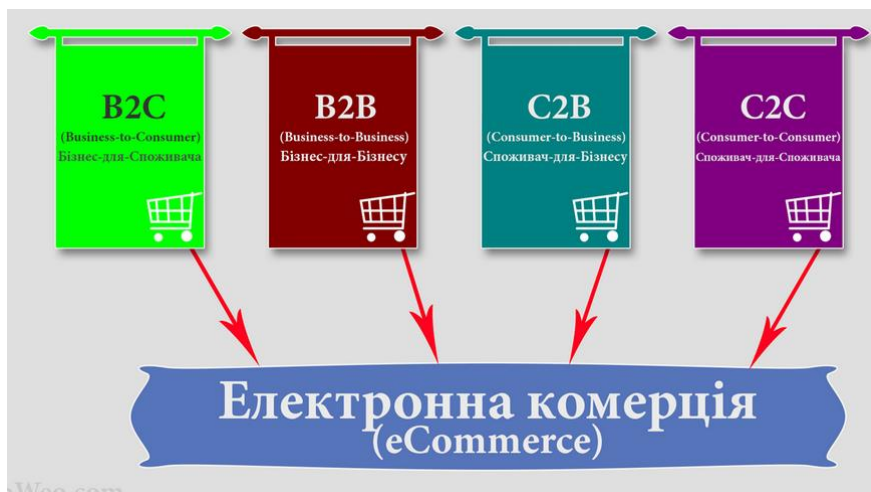 B2C
(Business-to-Consumer)
Бізнес-для-Споживача
B2B
(Business-to-Business)
Бізнес-для-Бізнесу
C2B
(Consumer-to-Business)
Споживач-для-Бізнесу
C2C
(Consumer-to-Consumer)
Споживач-для-Споживача
Електронна комерція
(eCommerce)